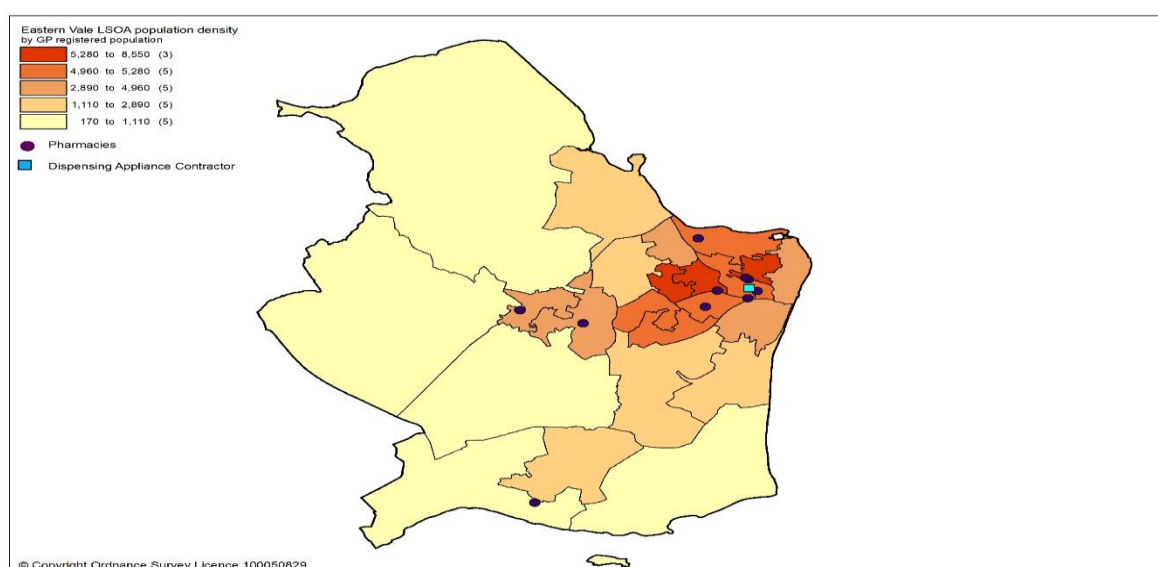 Eastern Vale LSOA population density
by GP registered population
5,280 to 8,550 (3)
4,960 to 5,280 (5)
2,890 to 4,960 (5)
1,110 to 2,890 (5)
170 to 1,110 (5)
Pharmacies
Dispensing Appliance Contractor
© Copyright Ordnance Survey Licence 100050829